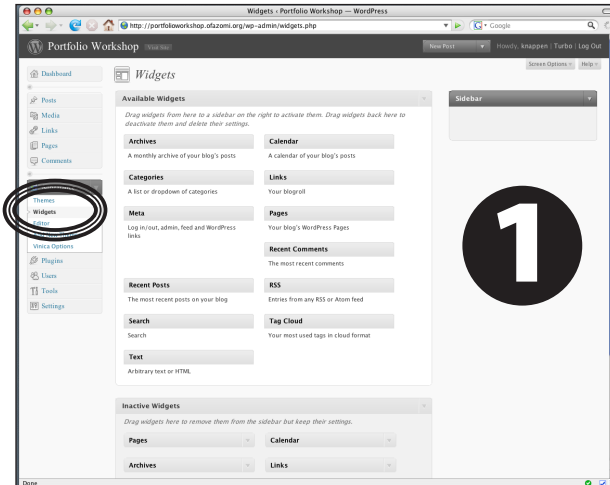 Widgets ‹ Portfolio Workshop — WordPress
http://portfolioworkshop.ofazomi.org/wp-admin/widgets.php
Google
Portfolio Workshop
Visit Site
New Post
Howdy, knappen | Turbo | Log Out
Screen Options
Help
Dashboard
Posts
Media
Links
Pages
Comments
Themes
Widgets
Editor
Vinica Options
Plugins
Users
Tools
Settings
Widgets
Available Widgets
Drag widgets from here to a sidebar on the right to activate them. Drag widgets back here to
deactivate them and delete their settings.
Archives
A monthly archive of your blog's posts
Calendar
A calendar of your blog's posts
Categories
A list or dropdown of categories
Links
Your blogroll
Meta
Log in/out, admin, feed and WordPress
links
Pages
Your blog's WordPress Pages
Recent Comments
The most recent comments
Recent Posts
The most recent posts on your blog
RSS
Entries from any RSS or Atom feed
Search
Search
Tag Cloud
Your most used tags in cloud format
Text
Arbitrary text or HTML
Inactive Widgets
Drag widgets here to remove them from the sidebar but keep their settings.
Pages
Calendar
Archives
Links
Sidebar
1
Done